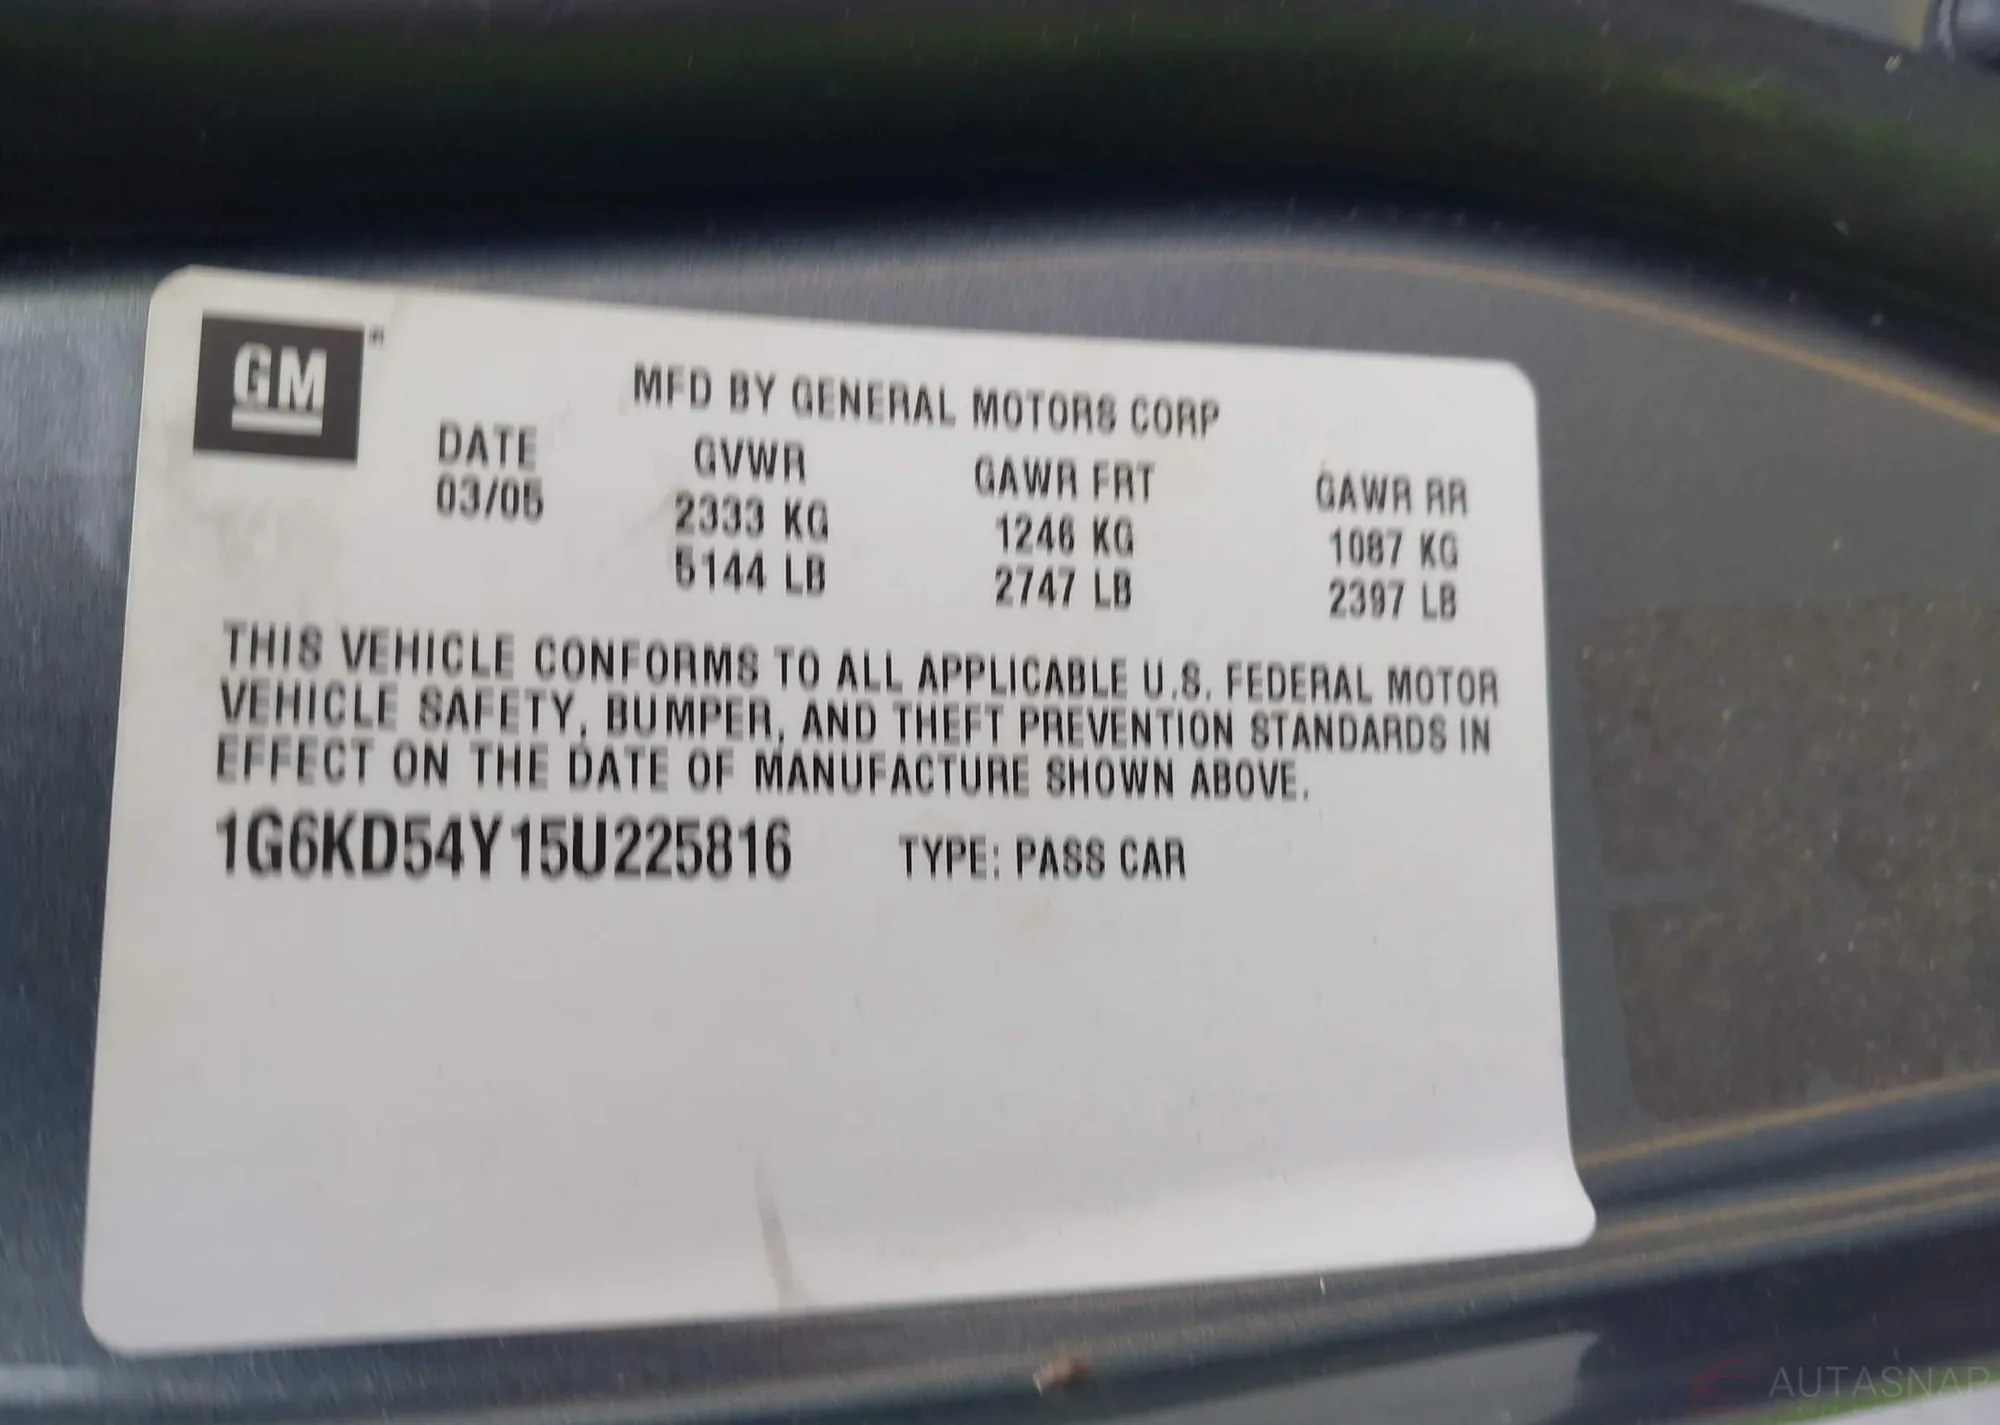 GM
MFD BY GENERAL MOTORS CORP
DATE GVWR GAWR FRT GAWR RR
03/05 2333 KG 1246 KG 1087 KG
5144 LB 2747 LB 2397 LB
THIS VEHICLE CONFORMS TO ALL APPLICABLE U.S. FEDERAL MOTOR
VEHICLE SAFETY, BUMPER, AND THEFT PREVENTION STANDARDS IN
EFFECT ON THE DATE OF MANUFACTURE SHOWN ABOVE.
1G6KD54Y15U225816 TYPE: PASS CAR
AUTASNAP